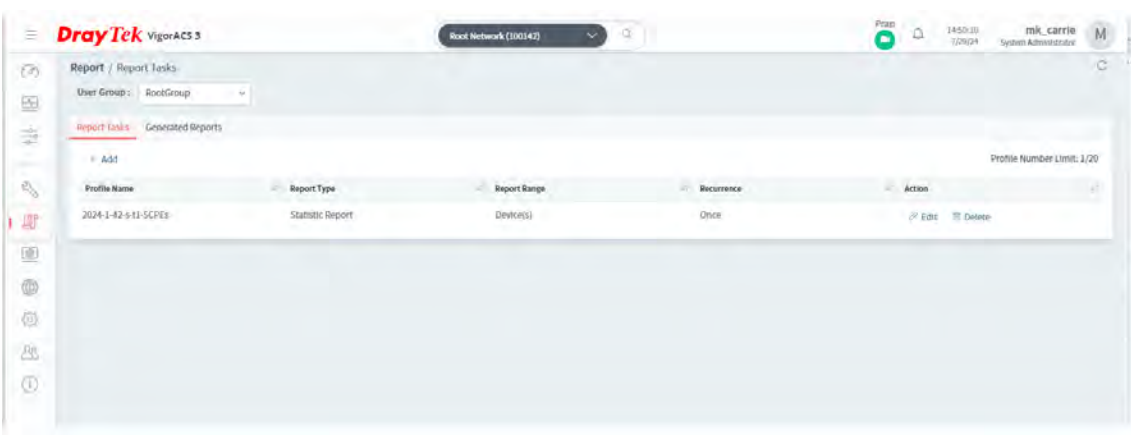 DrayTek VigorACS 3
Root Network (100142)
Prap
mk_carrie
System Administrator
M
Report / Report Tasks
User Group : RootGroup
Report Tasks Generated Reports
+ Add
Profile Number Limit: 1/20
Profile Name Report Type Report Range Recurrence Action
Statistic Report Device(s) Once Edit Delete